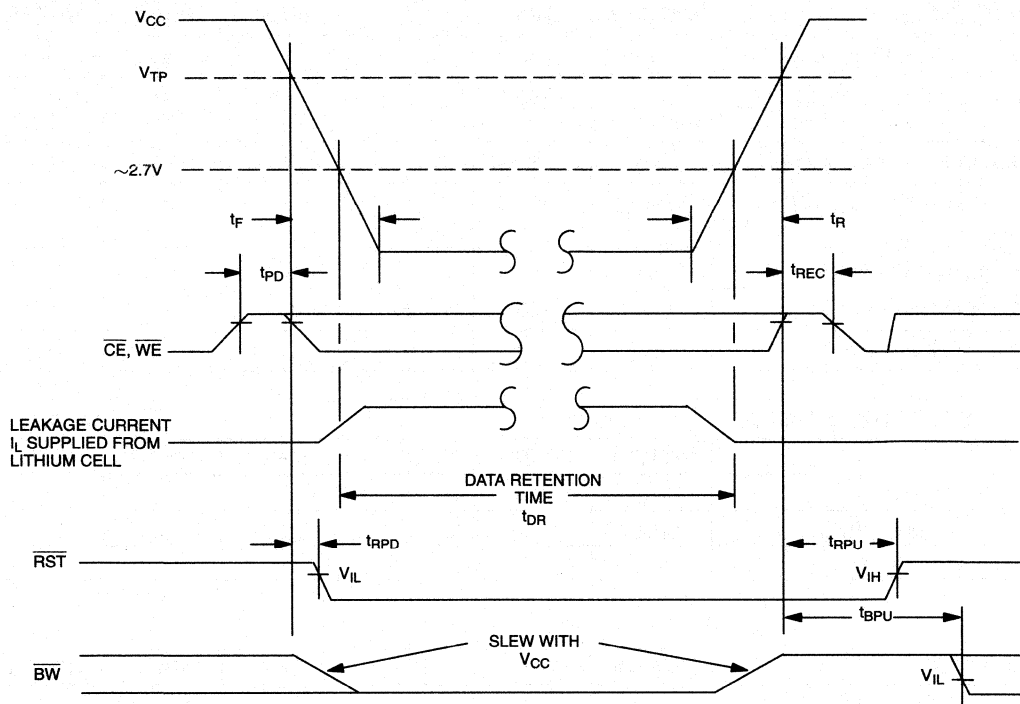 VCC
VTP
~2.7V
tF
tR
tPD
tREC
CE, WE
LEAKAGE CURRENT
IL SUPPLIED FROM
LITHIUM CELL
DATA RETENTION
TIME
tDR
tRPD
tRPU
RST
VIL
VIH
tBPU
SLEW WITH
VCC
BW
VIL